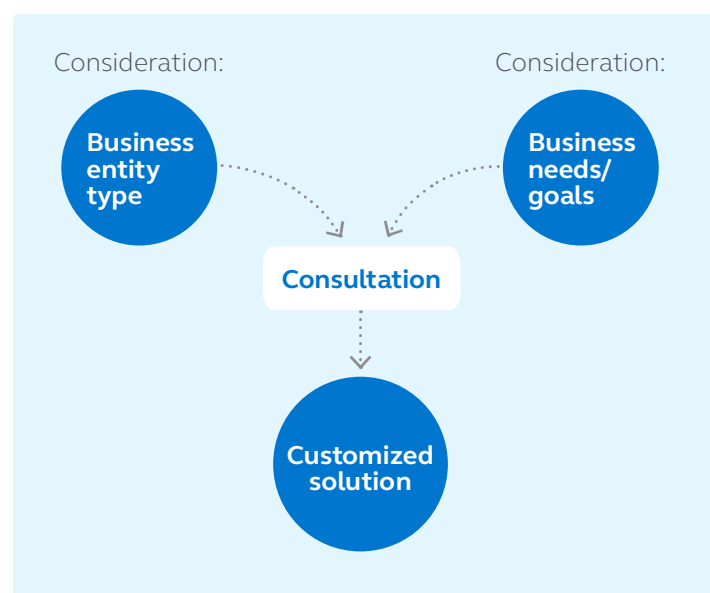 Consideration:
Business
entity
type
Consideration:
Business
needs/
goals
Consultation
Customized
solution